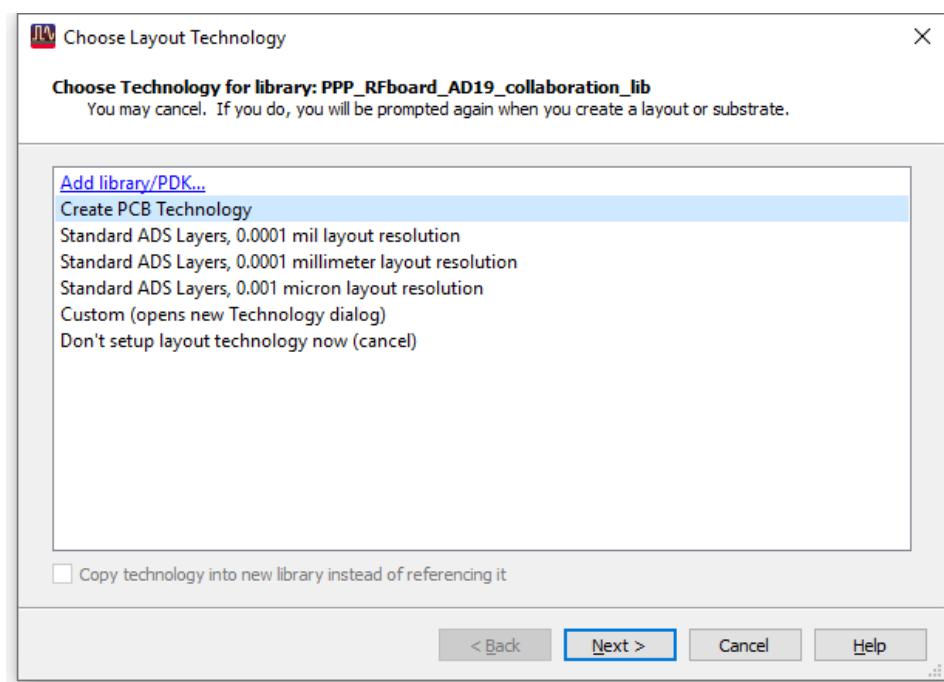 Choose Layout Technology
Choose Technology for library: PPP_RFboard_AD19_collaboration_lib
You may cancel. If you do, you will be prompted again when you create a layout or substrate.
Add library/PDK...
Create PCB Technology
Standard ADS Layers, 0.0001 mil layout resolution
Standard ADS Layers, 0.0001 millimeter layout resolution
Standard ADS Layers, 0.001 micron layout resolution
Custom (opens new Technology dialog)
Don't setup layout technology now (cancel)
Copy technology into new library instead of referencing it
< Back Next > Cancel Help